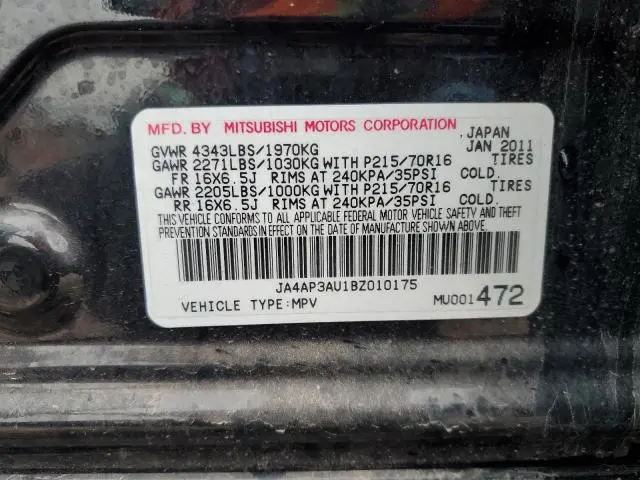 MFD. BY MITSUBISHI MOTORS CORPORATION , JAPAN
GVWR 4343LBS/1970KG JAN 2011
GAWR 2271LBS/1030KG WITH P215/70R16 TIRES
FR 16X6.5J RIMS AT 240KPA/35PSI COLD.
GAWR 2205LBS/1000KG WITH P215/70R16 TIRES
RR 16X6.5J RIMS AT 240KPA/35PSI COLD.
THIS VEHICLE CONFORMS TO ALL APPLICABLE FEDERAL MOTOR VEHICLE SAFETY AND THEFT
PREVENTION STANDARDS IN EFFECT ON THE DATE OF MANUFACTURE SHOWN ABOVE.
JA4AP3AU1BZ010175
VEHICLE TYPE:MPV MU001472